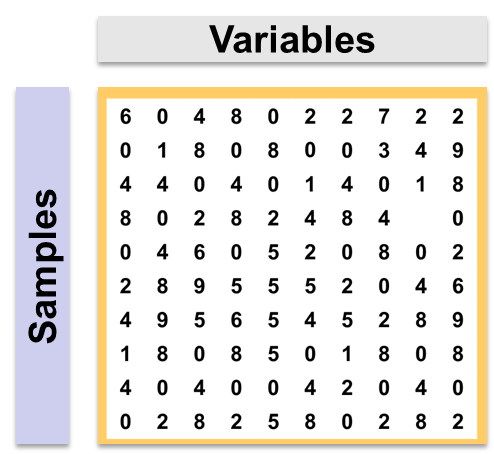 Variables
Samples
6 0 4 8 0 2 2 7 2 2
0 1 8 0 8 0 0 3 4 9
4 4 0 4 0 1 4 0 1 8
8 0 2 8 2 4 8 4 0
0 4 6 0 5 2 0 8 0 2
2 8 9 5 5 5 2 0 4 6
4 9 5 6 5 4 5 2 8 9
1 8 0 8 5 0 1 8 0 8
4 0 4 0 0 4 2 0 4 0
0 2 8 2 5 8 0 2 8 2